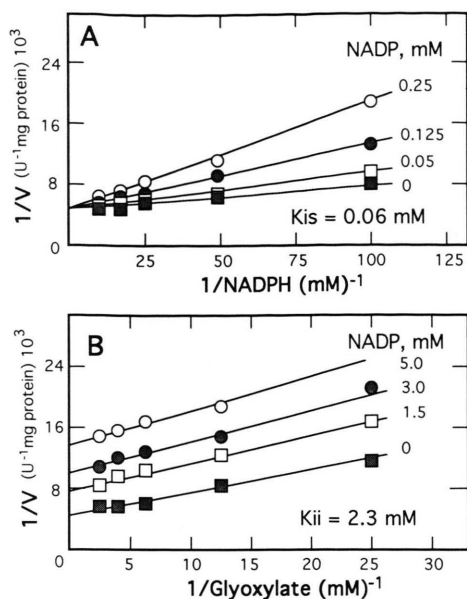 A
NADP, mM
0.25
0.125
0.05
0
Kis = 0.06 mM
1/V (U⁻¹mg protein) 10³
24
16
8
0
25
50
75
100
125
1/NADPH (mM)⁻¹
B
NADP, mM
5.0
3.0
1.5
0
Kii = 2.3 mM
1/V (U⁻¹mg protein) 10³
24
16
8
0
5
10
15
20
25
30
1/Glyoxylate (mM)⁻¹